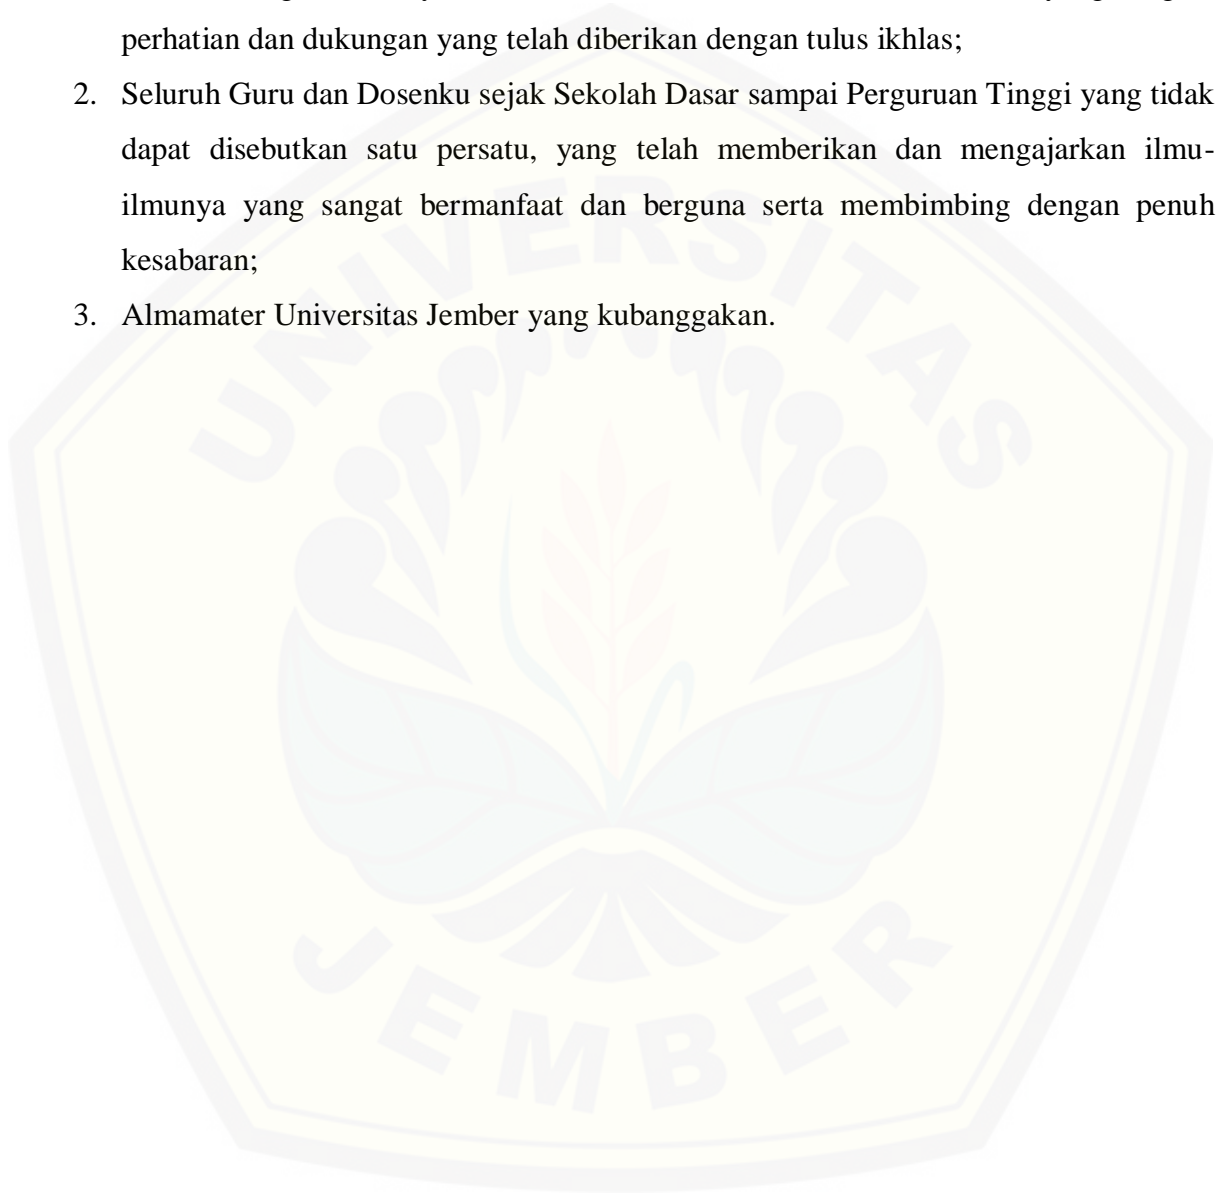 perhatian dan dukungan yang telah diberikan dengan tulus ikhlas;
2. Seluruh Guru dan Dosenku sejak Sekolah Dasar sampai Perguruan Tinggi yang tidak
dapat disebutkan satu persatu, yang telah memberikan dan mengajarkan ilmu-
ilmunya yang sangat bermanfaat dan berguna serta membimbing dengan penuh
kesabaran;
3. Almamater Universitas Jember yang kubanggakan.
UNIVERSITAS
JEMBER